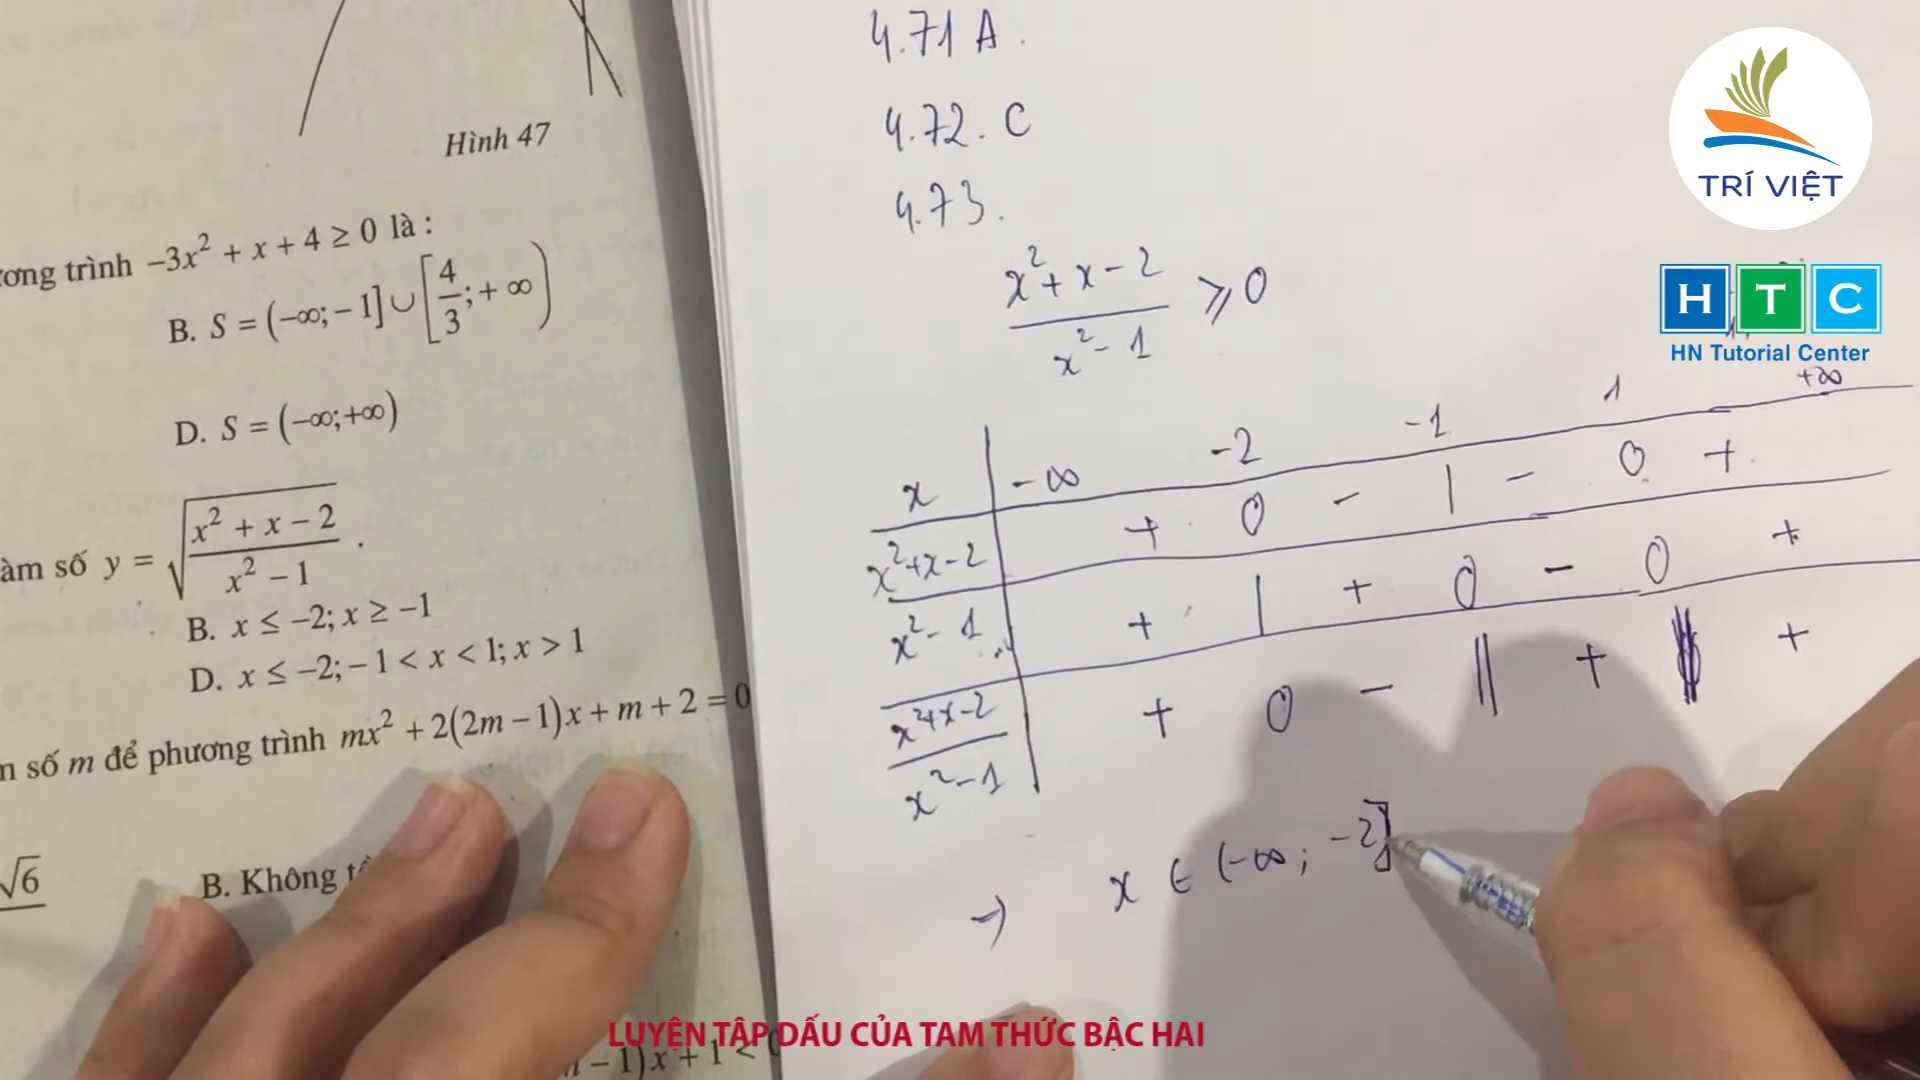 Hình 47
ương trình −3x² + x + 4 ≥ 0 là :
B. S = (−∞; −1] ∪ [4/3; +∞)
D. S = (−∞; +∞)
àm số y = √((x² + x − 2)/(x² − 1)) .
B. x ≤ −2; x ≥ −1
D. x ≤ −2; −1 < x < 1; x > 1
m số m để phương trình mx² + 2(2m − 1)x + m + 2 = 0
√6
B. Không
− 1)x + 1 <
4.71 A .
4.72. C
4.73.
(x² + x − 2)/(x² − 1) ⩾ 0
x −∞ −2 −1 1 +∞
x²+x−2 + 0 − | − 0 +
x² − 1 + | + 0 − 0 +
(x²+x−2)/(x²−1) + 0 − || + || +
→ x ∈ (−∞ ; −2]
TRÍ VIỆT
H T C
HN Tutorial Center
LUYỆN TẬP DẤU CỦA TAM THỨC BẬC HAI